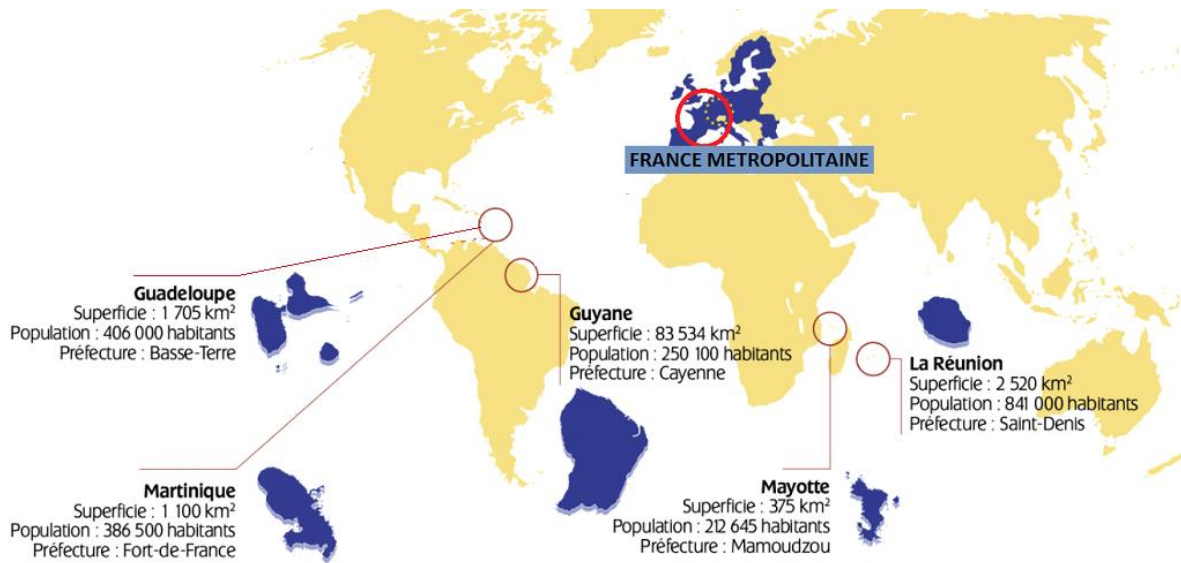 FRANCE METROPOLITAINE
Guadeloupe
Superficie : 1 705 km²
Population : 406 000 habitants
Préfecture : Basse-Terre
Guyane
Superficie : 83 534 km²
Population : 250 100 habitants
Préfecture : Cayenne
La Réunion
Superficie : 2 520 km²
Population : 841 000 habitants
Préfecture : Saint-Denis
Martinique
Superficie : 1 100 km²
Population : 386 500 habitants
Préfecture : Fort-de-France
Mayotte
Superficie : 375 km²
Population : 212 645 habitants
Préfecture : Mamoudzou